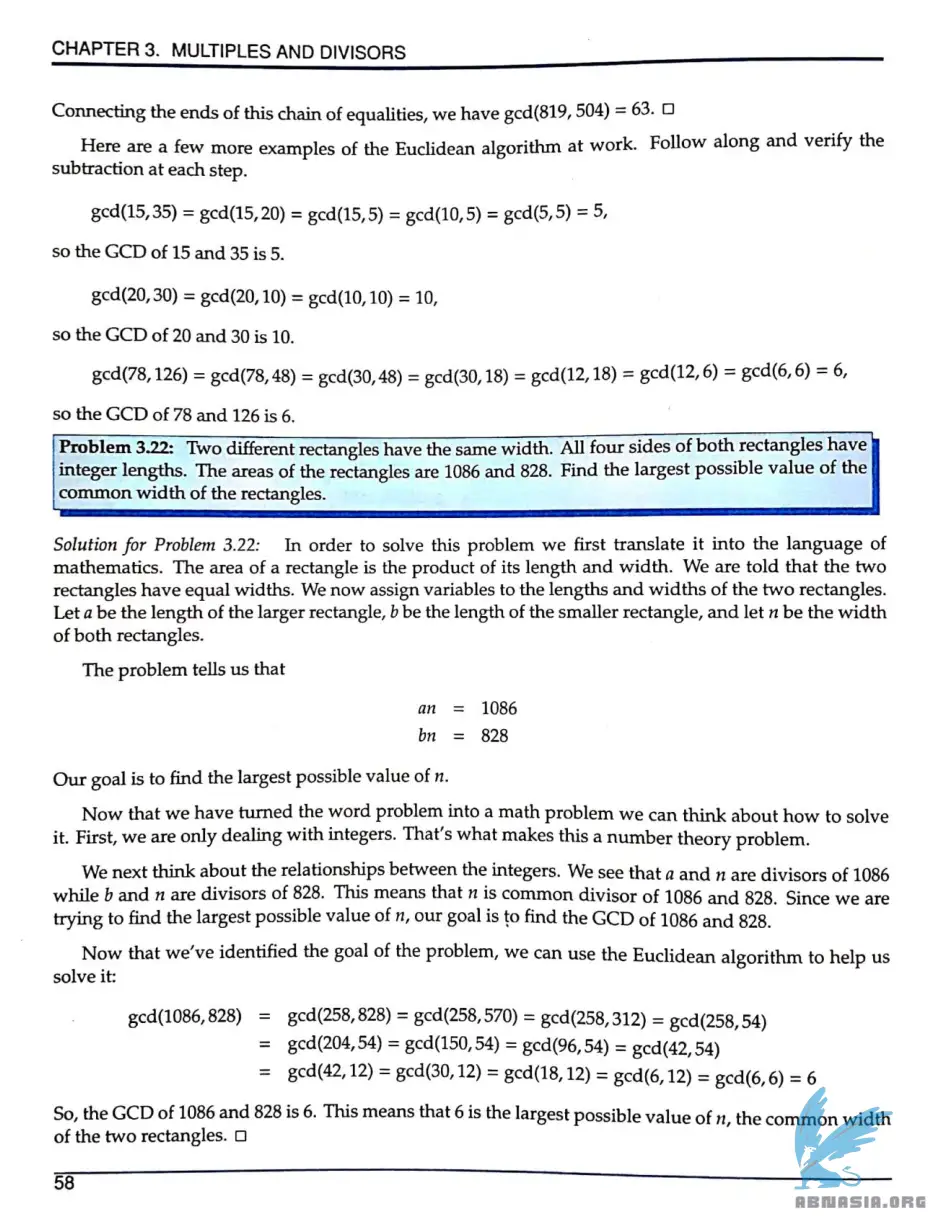 CHAPTER 3. MULTIPLES AND DIVISORS
Connecting the ends of this chain of equalities, we have gcd(819, 504) = 63. □
Here are a few more examples of the Euclidean algorithm at work. Follow along and verify the
subtraction at each step.
gcd(15,35) = gcd(15,20) = gcd(15,5) = gcd(10,5) = gcd(5,5) = 5,
so the GCD of 15 and 35 is 5.
gcd(20,30) = gcd(20,10) = gcd(10,10) = 10,
so the GCD of 20 and 30 is 10.
gcd(78,126) = gcd(78,48) = gcd(30,48) = gcd(30,18) = gcd(12,18) = gcd(12,6) = gcd(6,6) = 6,
so the GCD of 78 and 126 is 6.
Problem 3.22: Two different rectangles have the same width. All four sides of both rectangles have
integer lengths. The areas of the rectangles are 1086 and 828. Find the largest possible value of the
common width of the rectangles.
Solution for Problem 3.22: In order to solve this problem we first translate it into the language of
mathematics. The area of a rectangle is the product of its length and width. We are told that the two
rectangles have equal widths. We now assign variables to the lengths and widths of the two rectangles.
Let a be the length of the larger rectangle, b be the length of the smaller rectangle, and let n be the width
of both rectangles.
The problem tells us that
an = 1086
bn = 828
Our goal is to find the largest possible value of n.
Now that we have turned the word problem into a math problem we can think about how to solve
it. First, we are only dealing with integers. That's what makes this a number theory problem.
We next think about the relationships between the integers. We see that a and n are divisors of 1086
while b and n are divisors of 828. This means that n is common divisor of 1086 and 828. Since we are
trying to find the largest possible value of n, our goal is to find the GCD of 1086 and 828.
Now that we've identified the goal of the problem, we can use the Euclidean algorithm to help us
solve it:
gcd(1086,828) = gcd(258,828) = gcd(258,570) = gcd(258,312) = gcd(258,54)
= gcd(204,54) = gcd(150,54) = gcd(96,54) = gcd(42,54)
= gcd(42,12) = gcd(30,12) = gcd(18,12) = gcd(6,12) = gcd(6,6) = 6
So, the GCD of 1086 and 828 is 6. This means that 6 is the largest possible value of n, the common width
of the two rectangles. □
58
ABNASIA.ORG